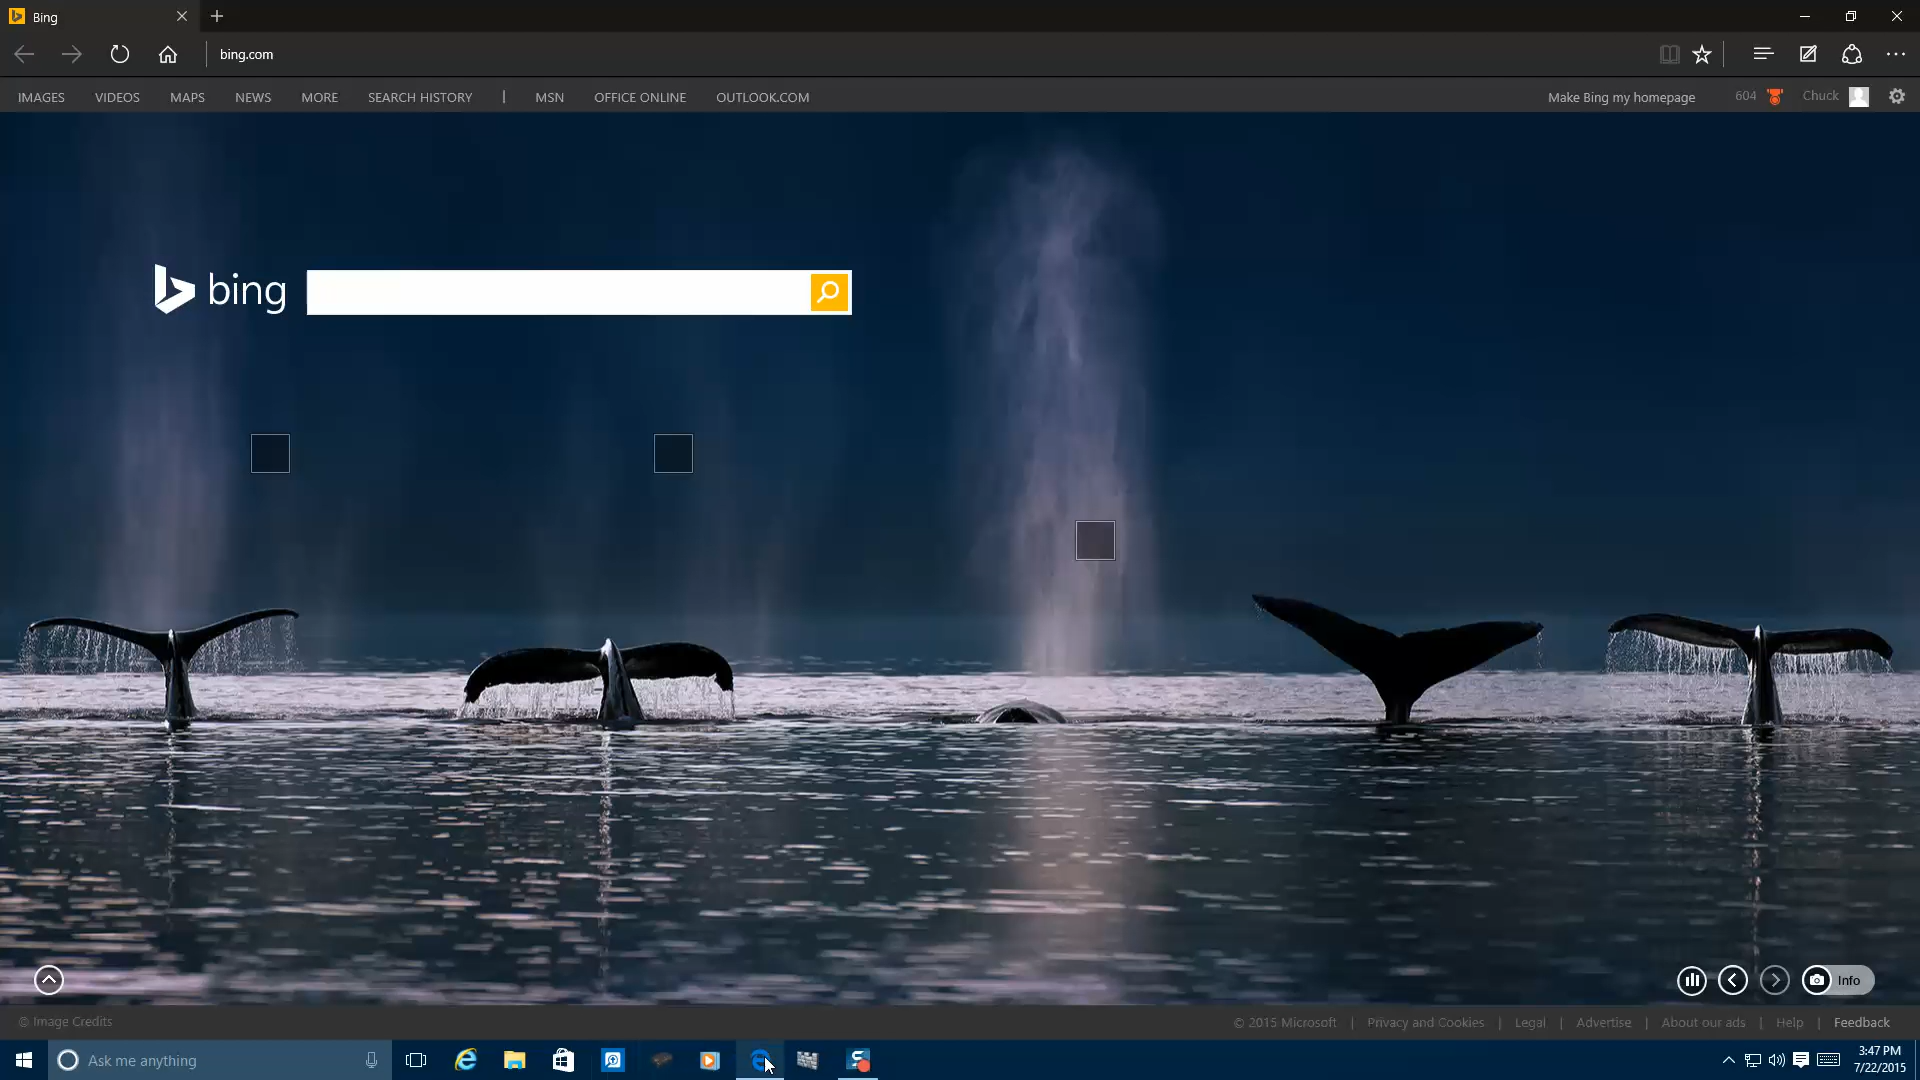 Bing
bing.com
IMAGES VIDEOS MAPS NEWS MORE SEARCH HISTORY | MSN OFFICE ONLINE OUTLOOK.COM Make Bing my homepage 604 Chuck
bing
Info
© Image Credits © 2015 Microsoft | Privacy and Cookies | Legal | Advertise | About our ads | Help | Feedback
Ask me anything
3:47 PM
7/22/2015